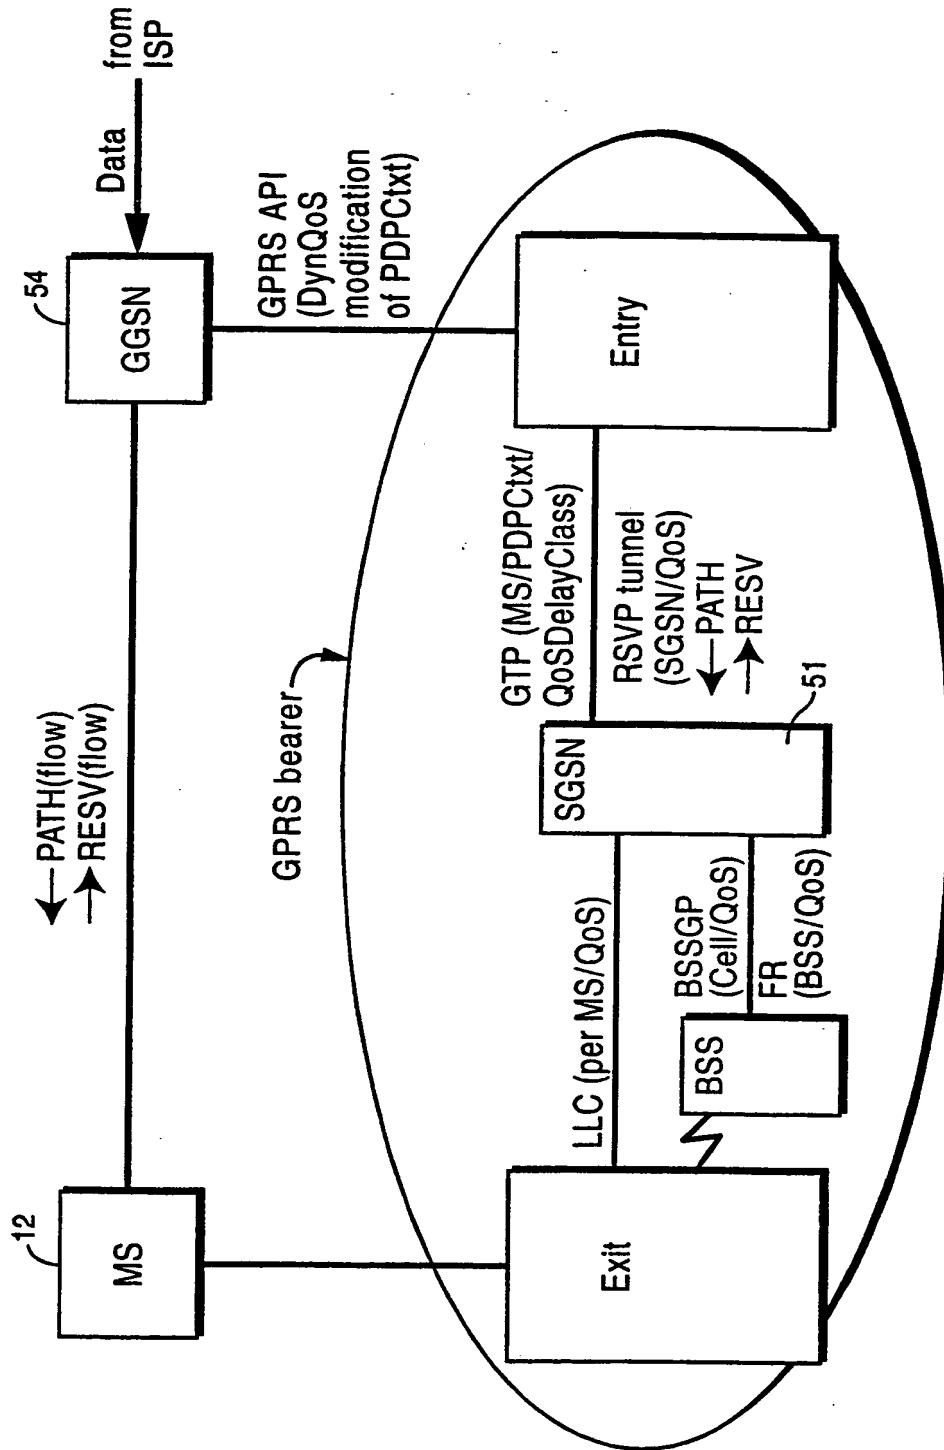 12
MS
PATH(flow)
RESV(flow)
54
GGSN
Data
from
ISP
GPRS API
(DynQoS
modification
of PDPCtxt)
GPRS bearer
Exit
LLC (per MS/QoS)
BSS
BSSGP
(Cell/QoS)
FR
(BSS/QoS)
SGSN
51
GTP (MS/PDPCtxt/
QoSDelayClass)
RSVP tunnel
(SGSN/QoS)
PATH
RESV
Entry